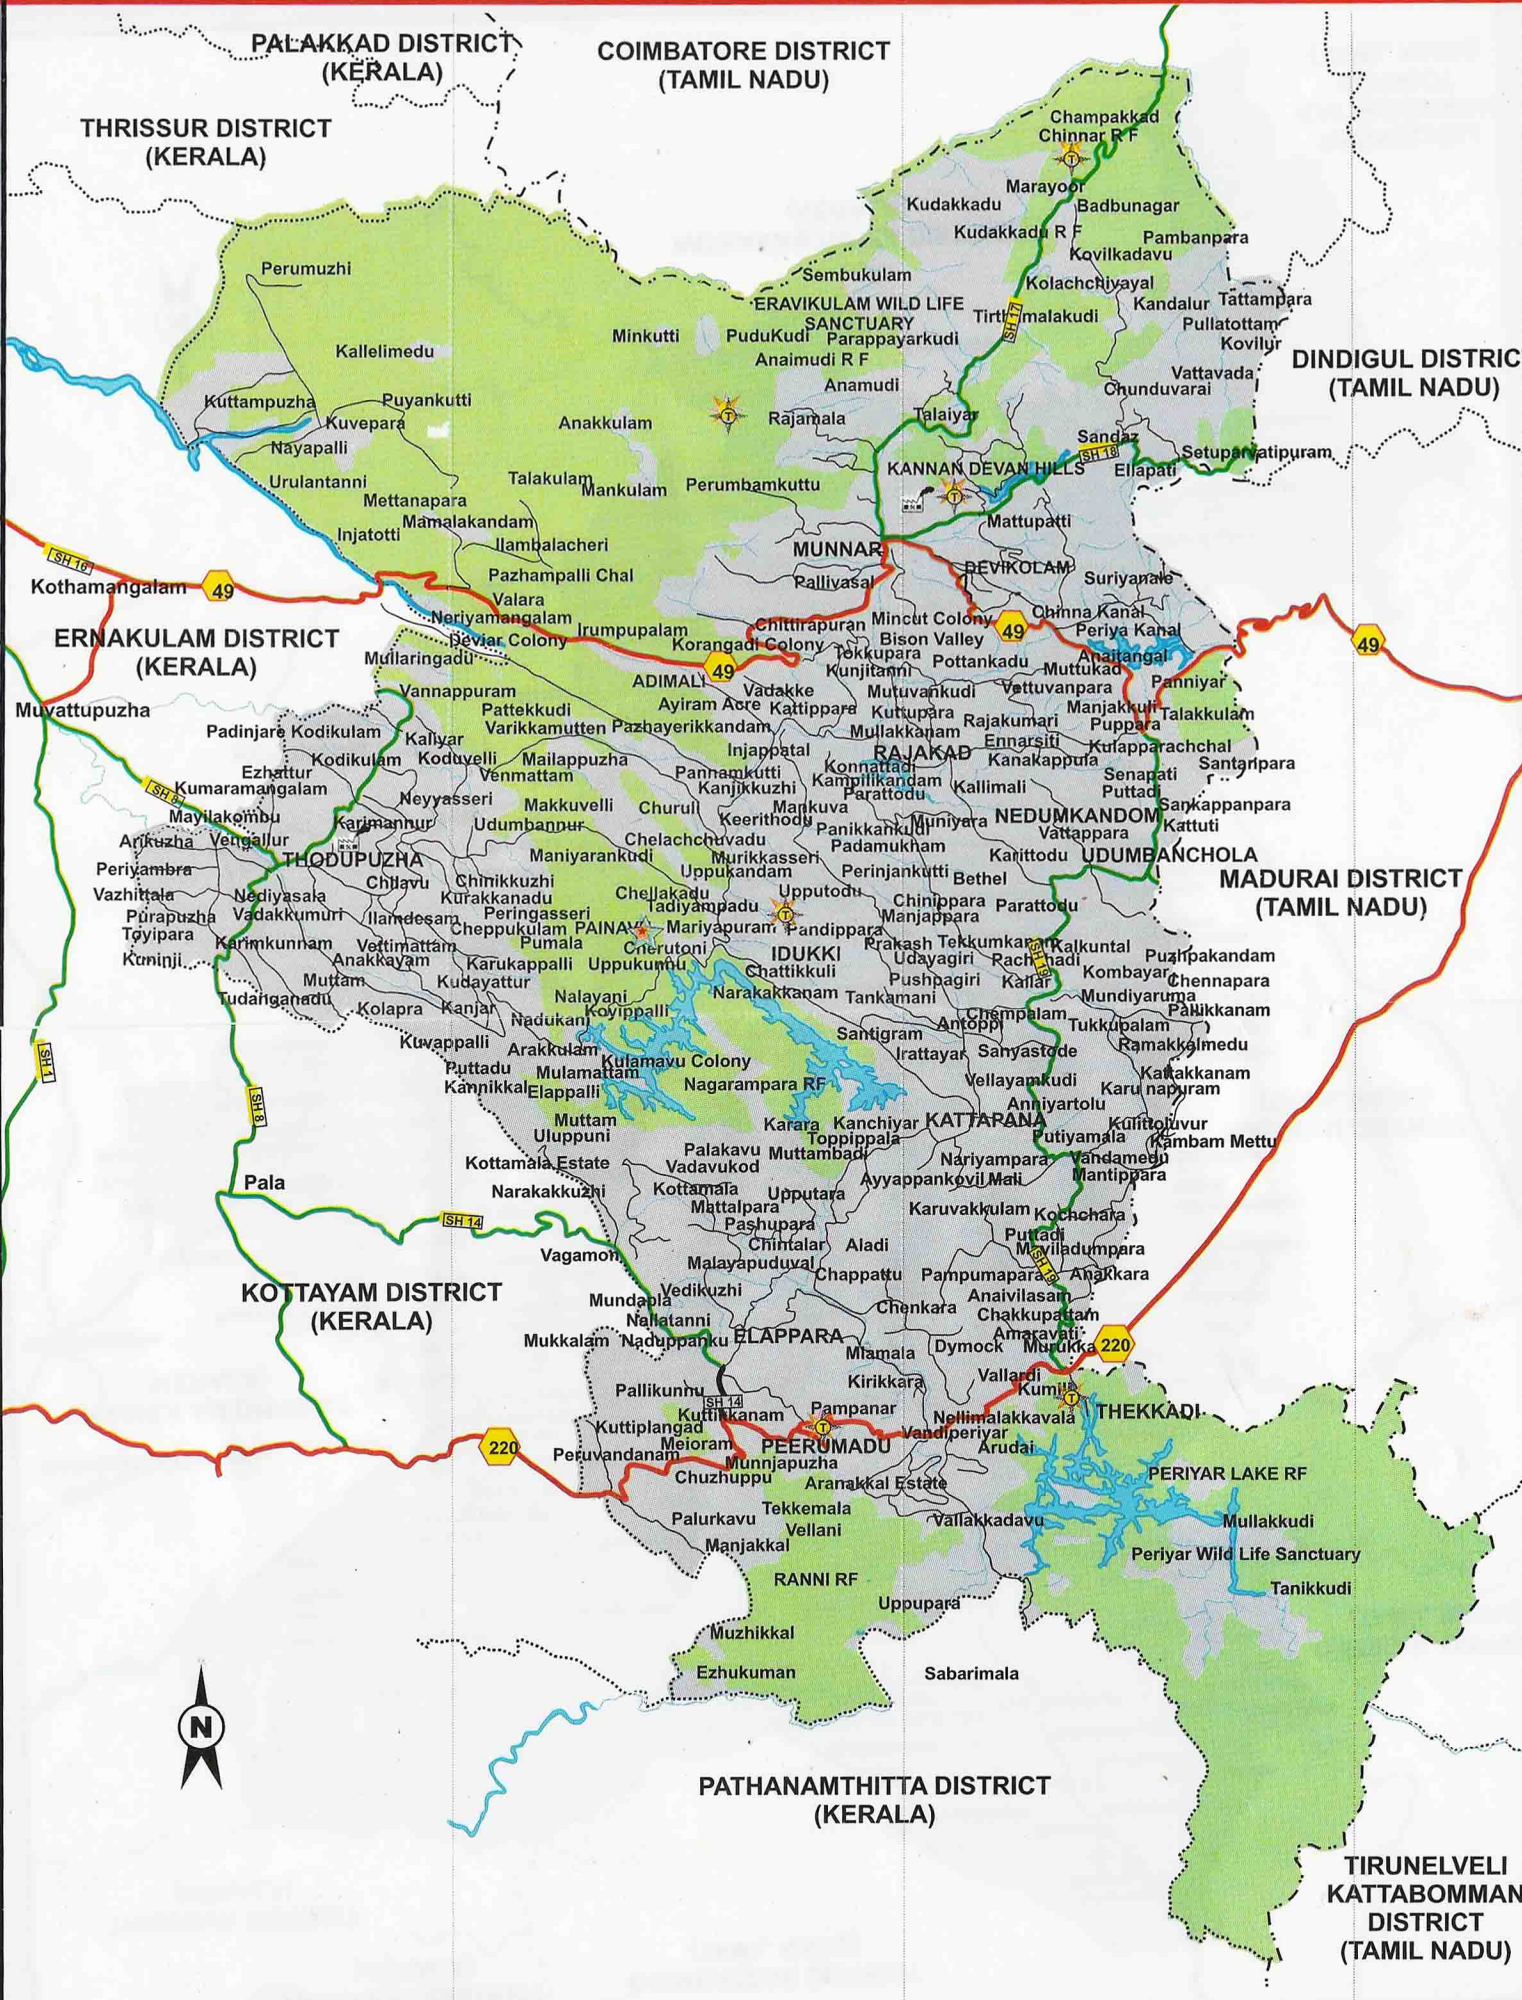 PALAKKAD DISTRICT
(KERALA)
COIMBATORE DISTRICT
(TAMIL NADU)
THRISSUR DISTRICT
(KERALA)
Champakkad
Chinnar R F
Marayoor
Kudakkadu
Badbunagar
Kudakkadu R F
Pambanpara
Kovilkadavu
Perumuzhi
Sembukulam
Kolachchivayal
ERAVIKULAM WILD LIFE
SANCTUARY
Kandalur
Tattampara
SH 17
Pullatottam
Minkutti
PuduKudi
Parappayarkudi
Kovilur
Kallelimedu
Anaimudi R F
DINDIGUL DISTRIC
(TAMIL NADU)
Vattavada
Anamudi
Chunduvarai
Kuttampuzha
Puyankutti
Kuvepara
Anakkulam
Rajamala
Talaiyar
Sandaz
SH 18
Setuparvatipuram
Nayapalli
KANNAN DEVAN HILLS
Ellapati
Urulantanni
Talakulam
Mankulam
Perumbamkuttu
Mettanapara
Mamalakandam
Mattupatti
Injatotti
Ilambalacheri
MUNNAR
SH 16
DEVIKOLAM
Kothamangalam
49
Pazhampalli Chal
Pallivasal
Suriyanale
Valara
Neriyamangalam
Chinna Kanal
Chittirapuran
Mincut Colony
49
Periya Kanal
49
ERNAKULAM DISTRICT
(KERALA)
Deviar Colony
Irumpupalam
Korangadi Colony
Bison Valley
Tokkupara
Anaitangal
Mullaringadu
49
Kunjitanni
Pottankadu
Muttukad
ADIMALI
Vadakke
Mutuvankudi
Vettuvanpara
Panniyar
Vannappuram
Ayiram Acre
Kattippara
Kuttupara
Manjakkuli
Talakkulam
Muvattupuzha
Pattekkudi
Varikkamutten
Pazhayerikkandam
Rajakumari
Puppara
Mullakkanam
Padinjare Kodikulam
Kaliyar
Ennarsiti
Kulapparachchal
Injappatal
RAJAKAD
Kodikulam
Koduvelli
Mailappuzha
Konnattadi
Kanakappula
Santanpara
Ezhattur
Venmattam
Pannamkutti
Kampilikandam
Senapati
Kumaramangalam
Kanjikkuzhi
Parattodu
Kallimali
Puttadi
SH 8
Neyyasseri
Makkuvelli
Churull
Mankuva
Sankappanpara
Mayilakombu
Karimannur
Udumbannur
Keerithodu
Panikkankudi
Muniyara
NEDUMKANDOM
Kattuti
Vattappara
Arikuzha
Vengallur
Chelachchuvadu
Padamukham
THODUPUZHA
Maniyarankudi
Murikkasseri
Karittodu
UDUMBANCHOLA
Periyambra
Uppukandam
Perinjankutti
Bethel
MADURAI DISTRICT
(TAMIL NADU)
Chilavu
Chinikkuzhi
Chellakadu
Upputodu
Vazhittala
Nediyasala
Kurakkanadu
Tadiyampadu
Chinippara
Parattodu
Purapuzha
Vadakkumuri
Ilamdesam
Peringasseri
Manjappara
Toyipara
Cheppukulam
PAINAV
Mariyapuram
Pandippara
Karimkunnam
Vettimattam
Pumala
Cherutoni
IDUKKI
Prakash
Kalkuntal
Kuninji
Anakkayam
Karukappalli
Uppukunnu
Udayagiri
SH 19
Puzhpakandam
Muttam
Kudayattur
Chattikkuli
Pushpagiri
Kallar
Kombayar
Chennapara
Tudanganadu
Kolapra
Kanjar
Nalayani
Narakakkanam
Tankamani
Mundiyaruma
Pallikkanam
Nadukani
Koyippalli
Chempalam
Antoppi
Tukkupalam
Kuvappalli
Santigram
Ramakkalmedu
Arakkulam
Kulamavu Colony
Irattayar
Sanyastode
SH 1
Puttadu
Mulamattam
Kattakkanam
Kannikkal
Elappalli
Nagarampara RF
Vellayamkudi
SH 8
Anniyartolu
Muttam
Karara
Kanchiyar
KATTAPANA
Kulittoluvur
Uluppuni
Toppippala
Putiyamala
Kambam Mettu
Palakavu
Muttambadi
Kottamala Estate
Vadavukod
Nariyampara
Vandamedu
Pala
Narakakkuzhi
Kottamala
Upputara
Ayyappankovil Mali
Mantippara
SH 14
Mattalpara
Karuvakkulam
Kochchara
Pashupara
Puttadi
Vagamon
Chintalar
Aladi
Malayapuduval
Chappattu
Pampumapara
SH 19
Anakkara
KOTTAYAM DISTRICT
(KERALA)
Mundapla
Vedikuzhi
Anaivilasam
Nallatanni
Chenkara
Chakkupattam
Mukkalam
Naduppanku
ELAPPARA
Amaravati
Mlamala
Dymock
Murukka
220
Pallikunnu
Kirikkara
Vallardi
SH 14
Kumili
Kuttikkanam
Pampanar
Nellimalakkavala
THEKKADI
Kuttiplangad
220
Meioram
PEERUMADU
Vandiperiyar
Peruvandanam
Munnjapuzha
Arudai
Chuzhuppu
Aranakkal Estate
PERIYAR LAKE RF
Palurkavu
Tekkemala
Vallakkadavu
Mullakkudi
Vellani
Manjakkal
Periyar Wild Life Sanctuary
RANNI RF
Tanikkudi
Uppupara
Muzhikkal
Ezhukuman
Sabarimala
N
PATHANAMTHITTA DISTRICT
(KERALA)
TIRUNELVELI
KATTABOMMAN
DISTRICT
(TAMIL NADU)